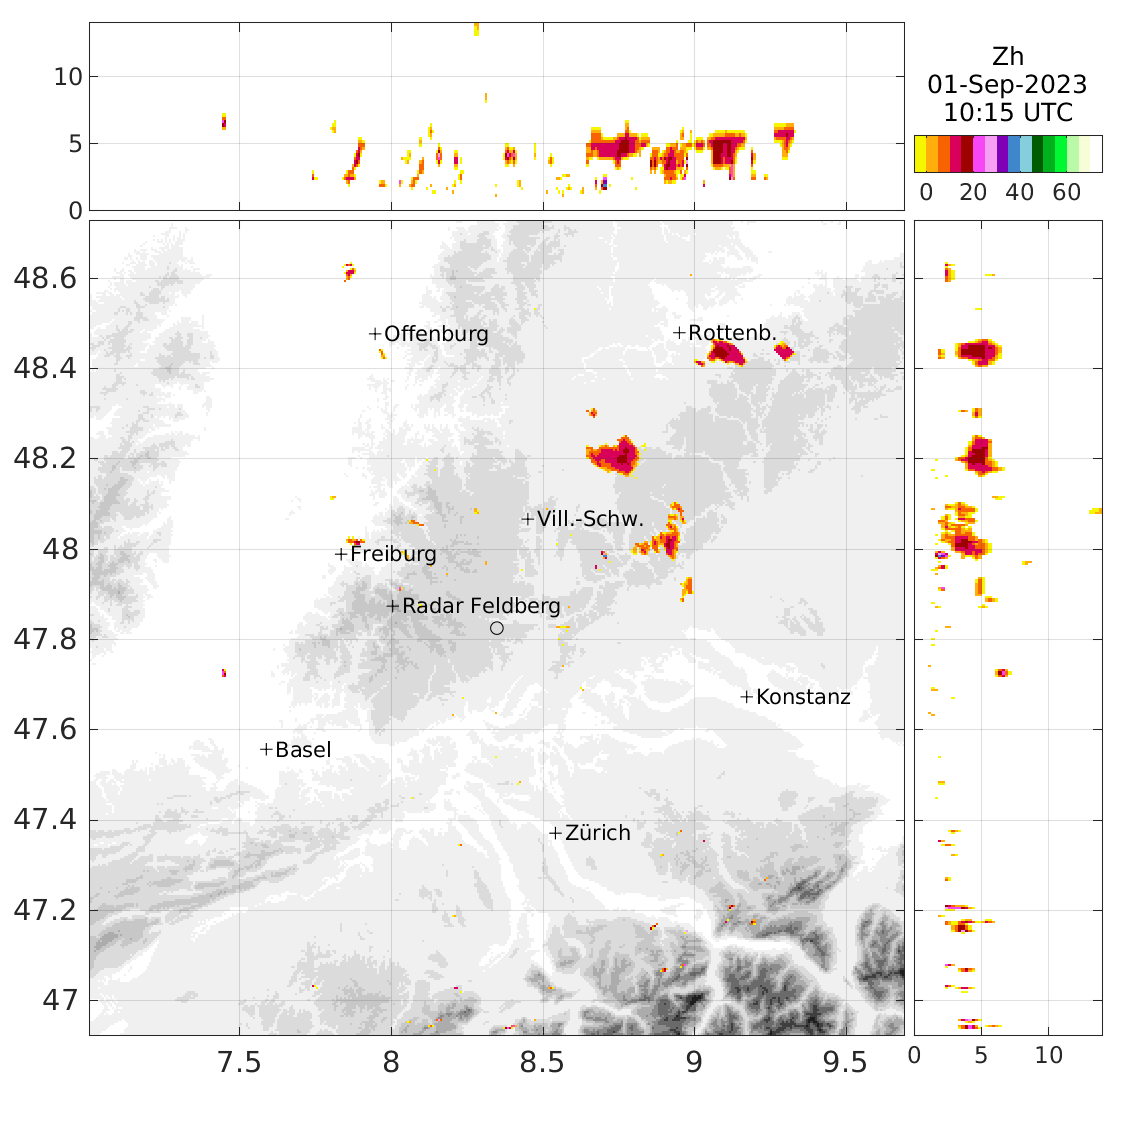 10
5
0
Zh
01-Sep-2023
10:15 UTC
0 20 40 60
48.6
48.4
48.2
48
47.8
47.6
47.4
47.2
47
+Offenburg
+Rottenb.
+Vill.-Schw.
+Freiburg
+Radar Feldberg
+Konstanz
+Basel
+Zürich
7.5 8 8.5 9 9.5
0 5 10